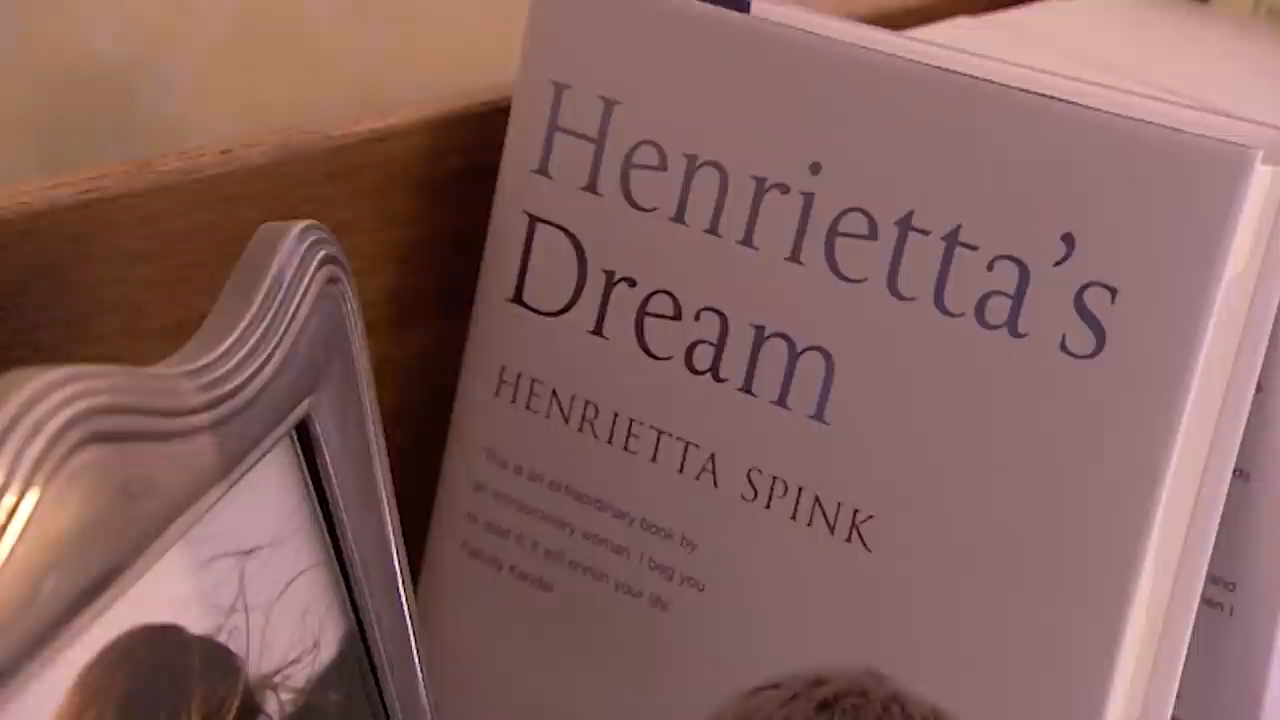 Henrietta's
Dream
HENRIETTA SPINK
This is an extraordinary book by
an extraordinary woman. I beg you
to read it; it will enrich your life'
Felicity Kendal
and